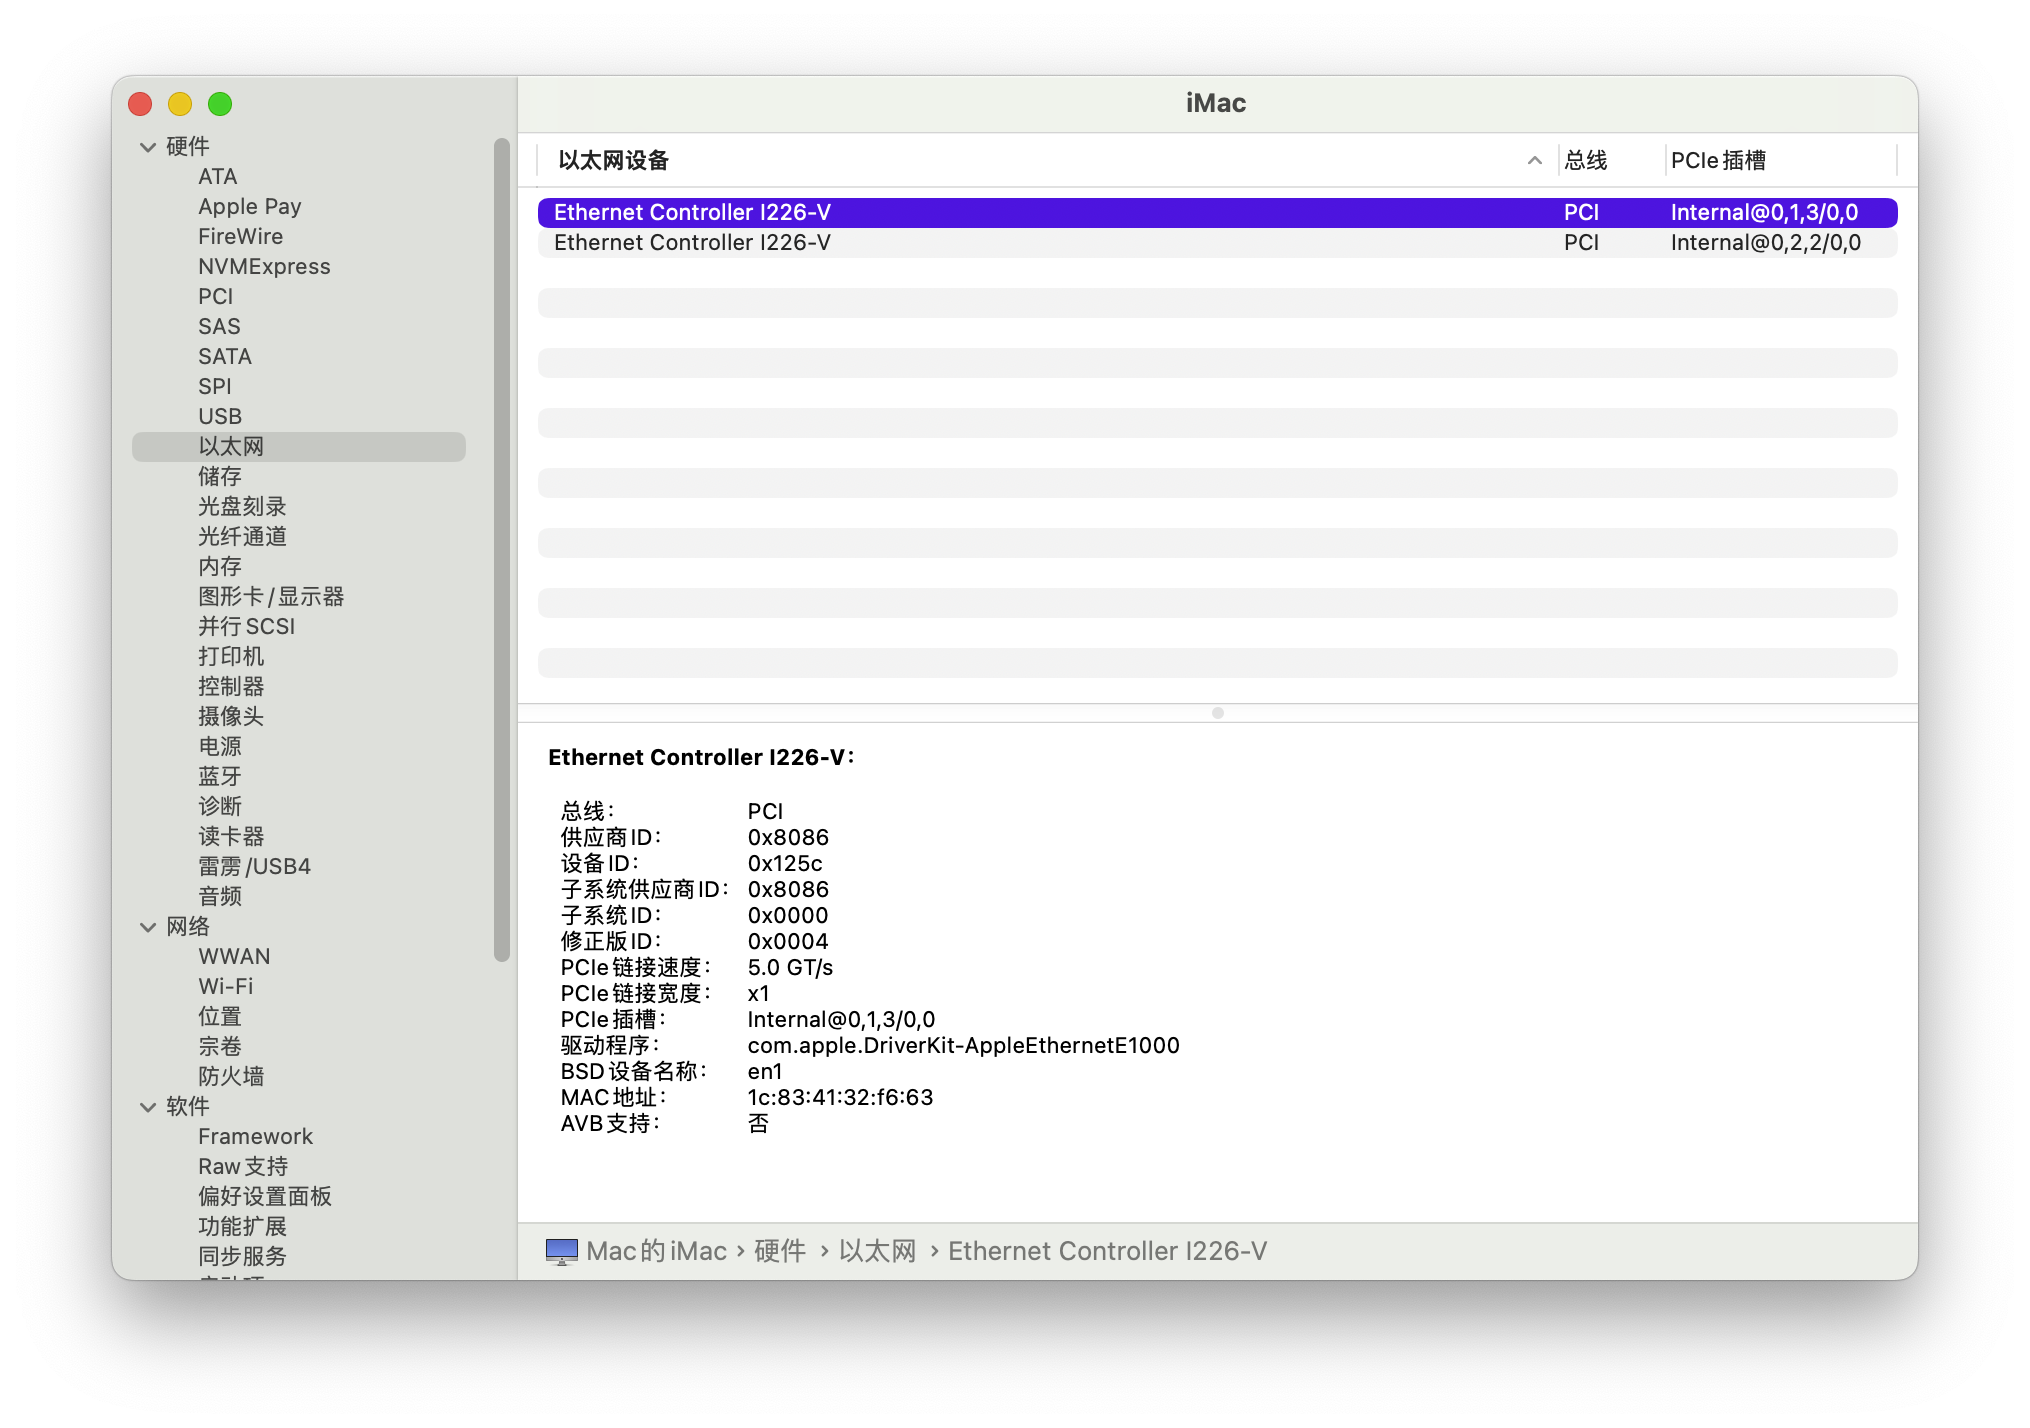 iMac
硬件
ATA
Apple Pay
FireWire
NVMExpress
PCI
SAS
SATA
SPI
USB
以太网
储存
光盘刻录
光纤通道
内存
图形卡/显示器
并行SCSI
打印机
控制器
摄像头
电源
蓝牙
诊断
读卡器
雷雳/USB4
音频
网络
WWAN
Wi-Fi
位置
宗卷
防火墙
软件
Framework
Raw支持
偏好设置面板
功能扩展
同步服务
以太网设备 总线 PCIe插槽
Ethernet Controller I226-V PCI Internal@0,1,3/0,0
Ethernet Controller I226-V PCI Internal@0,2,2/0,0
Ethernet Controller I226-V：
总线： PCI
供应商ID： 0x8086
设备ID： 0x125c
子系统供应商ID： 0x8086
子系统ID： 0x0000
修正版ID： 0x0004
PCIe链接速度： 5.0 GT/s
PCIe链接宽度： x1
PCIe插槽： Internal@0,1,3/0,0
驱动程序： com.apple.DriverKit-AppleEthernetE1000
BSD设备名称： en1
MAC地址： 1c:83:41:32:f6:63
AVB支持： 否
Mac的iMac › 硬件 › 以太网 › Ethernet Controller I226-V